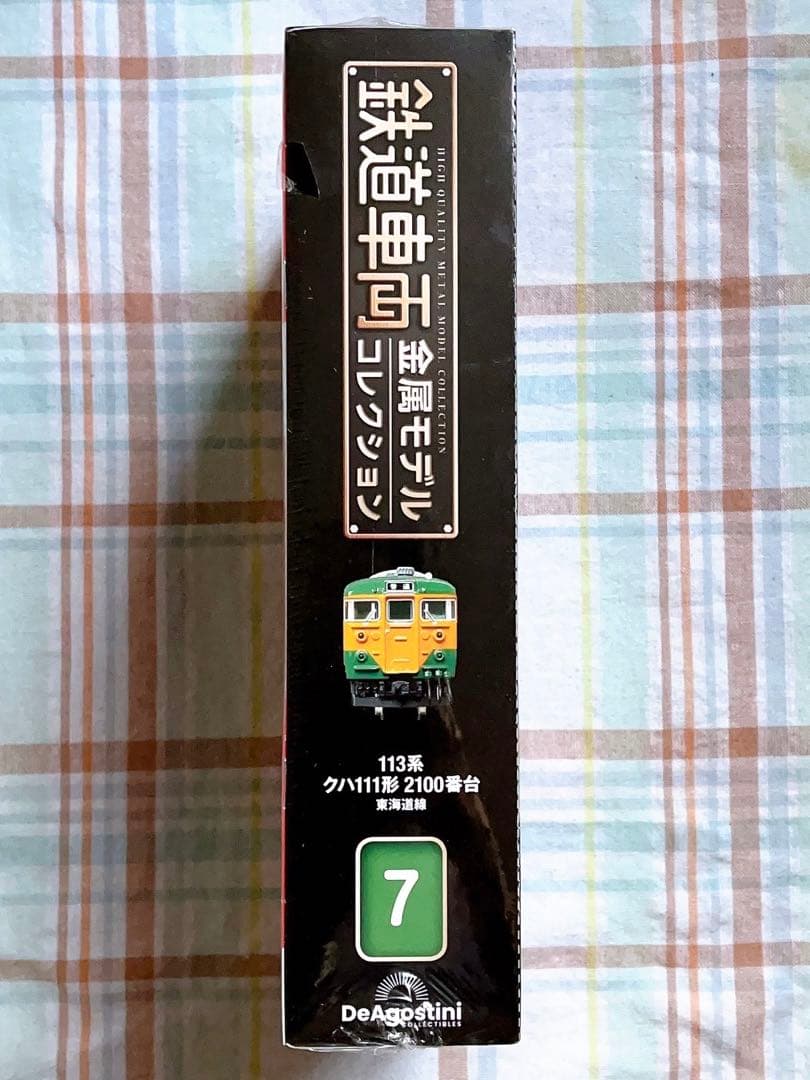 鉄道車両
HIGH QUALITY METAL MODEL COLLECTION
金属モデル
コレクション
普通
113系
クハ111形 2100番台
東海道線
7
DeAgostini
COLLECTIBLES